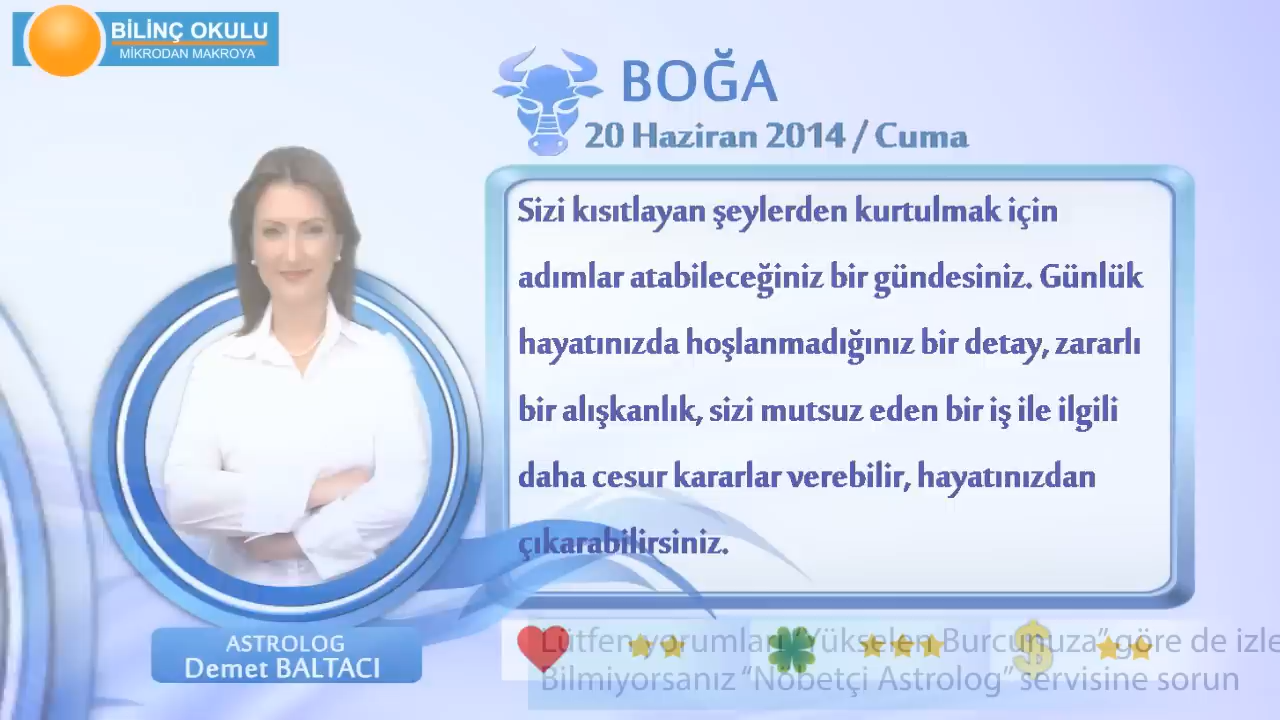 BİLİNÇ OKULU
MİKRODAN MAKROYA
BOĞA
20 Haziran 2014 / Cuma
Sizi kısıtlayan şeylerden kurtulmak için
adımlar atabileceğiniz bir gündesiniz. Günlük
hayatınızda hoşlanmadığınız bir detay, zararlı
bir alışkanlık, sizi mutsuz eden bir iş ile ilgili
daha cesur kararlar verebilir, hayatınızdan
çıkarabilirsiniz.
ASTROLOG
Demet BALTACI
Lütfen yorumları "Yükselen Burcunuza" göre de izle
Bilmiyorsanız "Nöbetçi Astrolog" servisine sorun